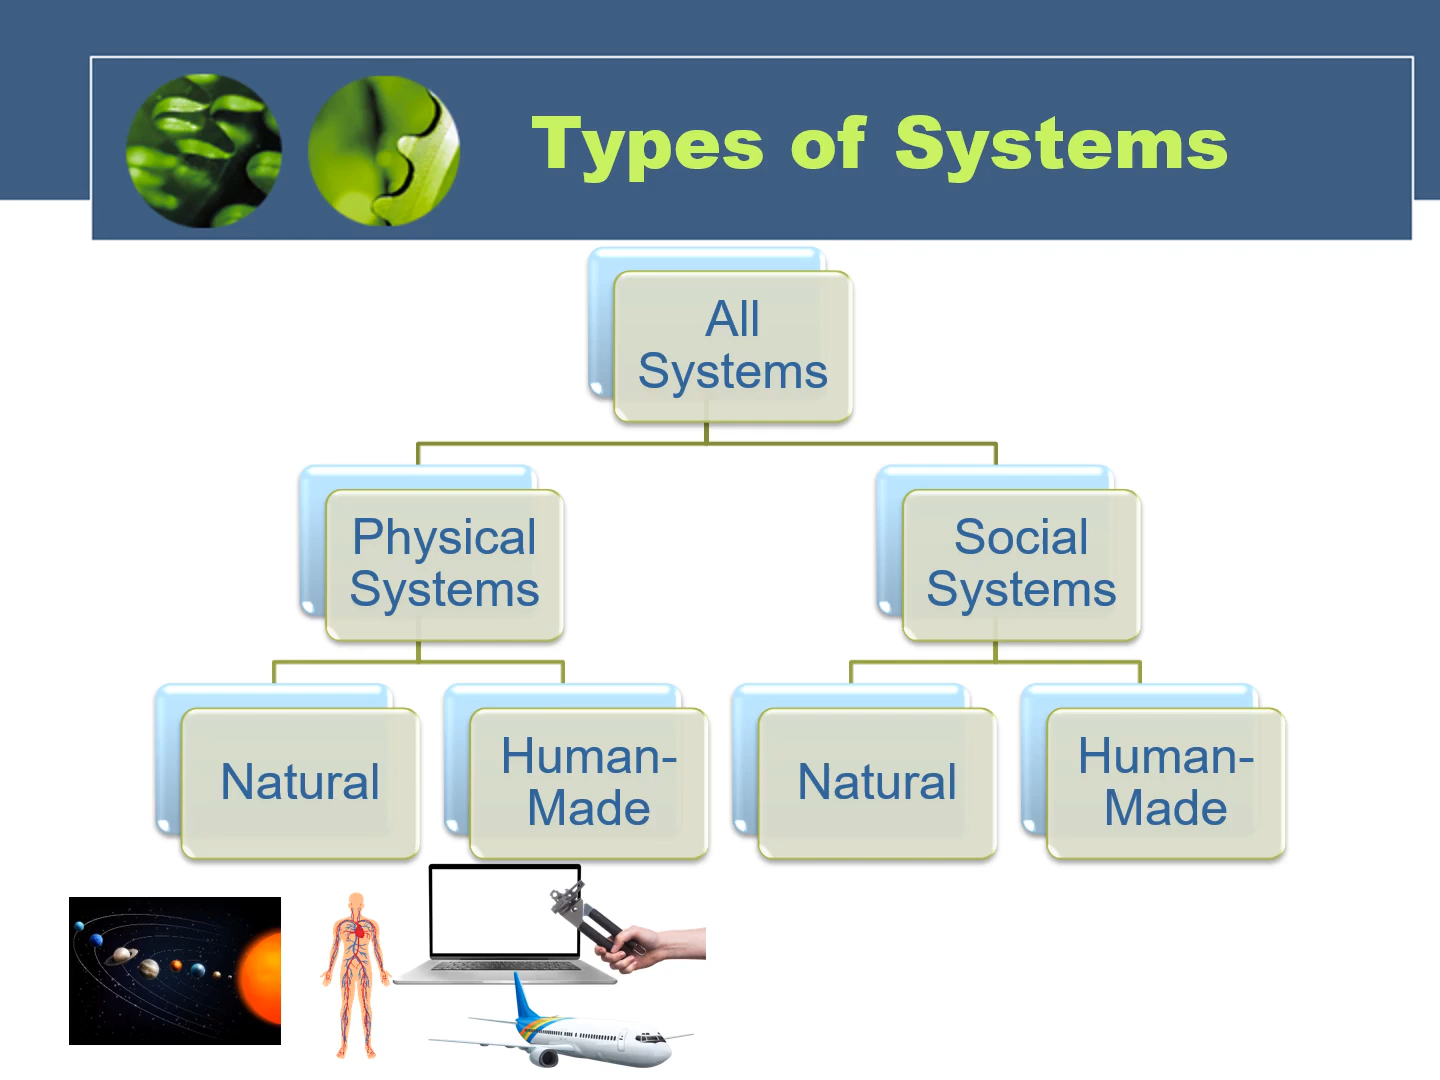 Types of Systems
All
Systems
Physical
Systems
Social
Systems
Natural
Human-
Made
Natural
Human-
Made